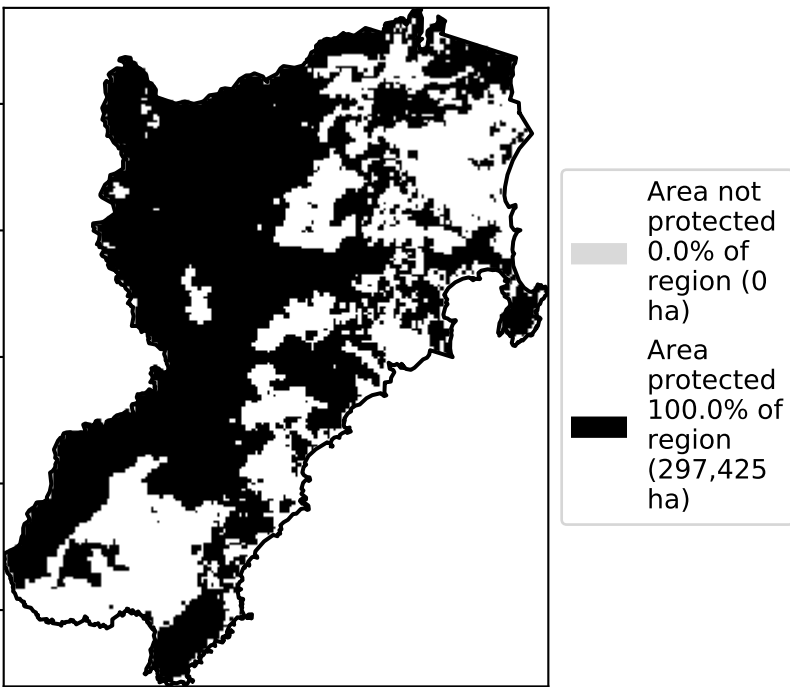 Area not
protected
0.0% of
region (0
ha)
Area
protected
100.0% of
region
(297,425
ha)